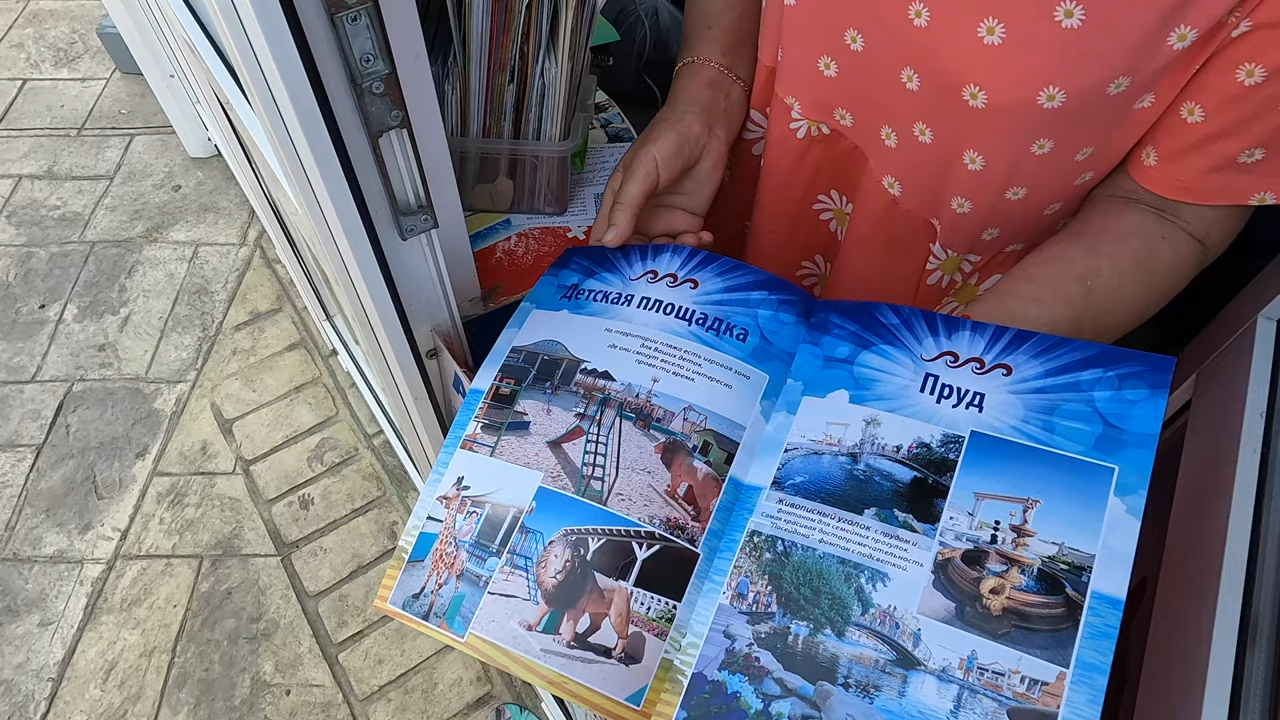 Детская площадка
На территории пляжа есть игровая зона
для Ваших деток,
где они смогут весело и интересно
провести время.
Пруд
Живописный уголок с прудом и
фонтаном для семейных прогулок.
Самая красивая достопримечательность
"Посейдона"- фонтан с подсветкой.